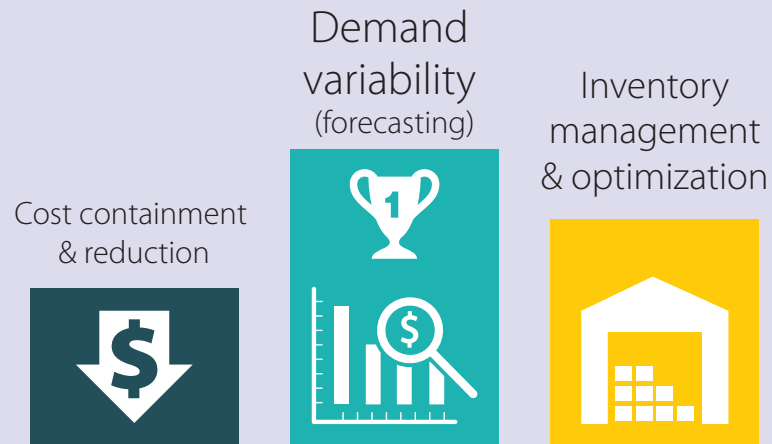 Cost containment
& reduction
$
Demand
variability
(forecasting)
1
$
Inventory
management
& optimization